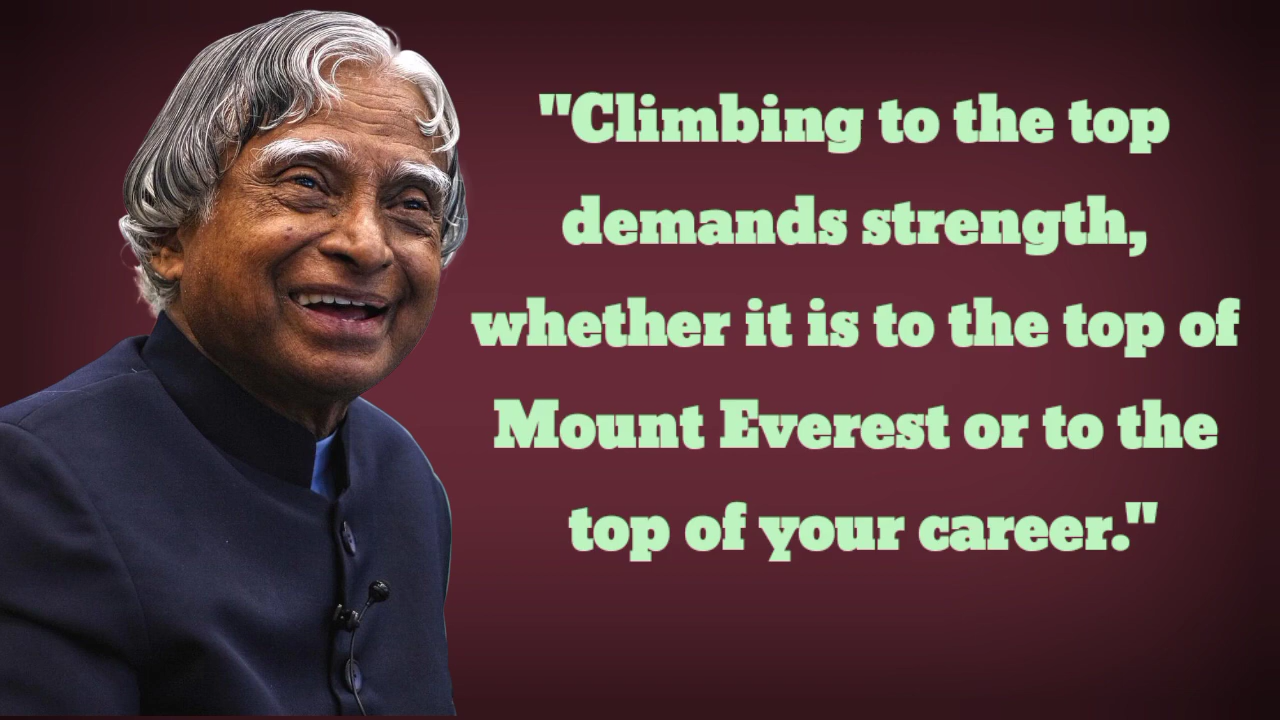 "Climbing to the top
demands strength,
whether it is to the top of
Mount Everest or to the
top of your career."